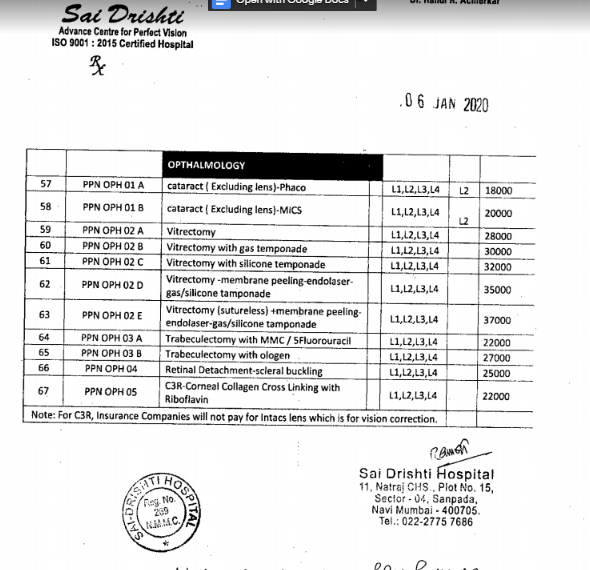 Open with Google Docs
Sai Drishti
Advance Centre for Perfect Vision
ISO 9001 : 2015 Certified Hospital
Rx
.06 JAN 2020
OPTHALMOLOGY
57 PPN OPH 01 A cataract ( Excluding lens)-Phaco L1,L2,L3,L4 L2 18000
58 PPN OPH 01 B cataract ( Excluding lens)-MICS L1,L2,L3,L4 L2 20000
59 PPN OPH 02 A Vitrectomy L1,L2,L3,L4 28000
60 PPN OPH 02 B Vitrectomy with gas temponade L1,L2,L3,L4 30000
61 PPN OPH 02 C Vitrectomy with silicone temponade L1,L2,L3,L4 32000
62 PPN OPH 02 D Vitrectomy -membrane peeling-endolaser-
gas/silicone tamponade L1,L2,L3,L4 35000
63 PPN OPH 02 E Vitrectomy (sutureless) +membrane peeling-
endolaser-gas/silicone tamponade L1,L2,L3,L4 37000
64 PPN OPH 03 A Trabeculectomy with MMC / 5Fluorouracil L1,L2,L3,L4 22000
65 PPN OPH 03 B Trabeculectomy with ologen L1,L2,L3,L4 27000
66 PPN OPH 04 Retinal Detachment-scleral buckling L1,L2,L3,L4 25000
67 PPN OPH 05 C3R-Corneal Collagen Cross Linking with
Riboflavin L1,L2,L3,L4 22000
Note: For C3R, Insurance Companies will not pay for Intacs lens which is for vision correction.
Sai Drishti Hospital
11, Natraj CHS., Plot No. 15,
Sector - 04, Sanpada,
Navi Mumbai - 400705.
Tel.: 022-2775 7686
SAI-DRISHTI HOSPITAL
Reg. No.
269
N.M.M.C.